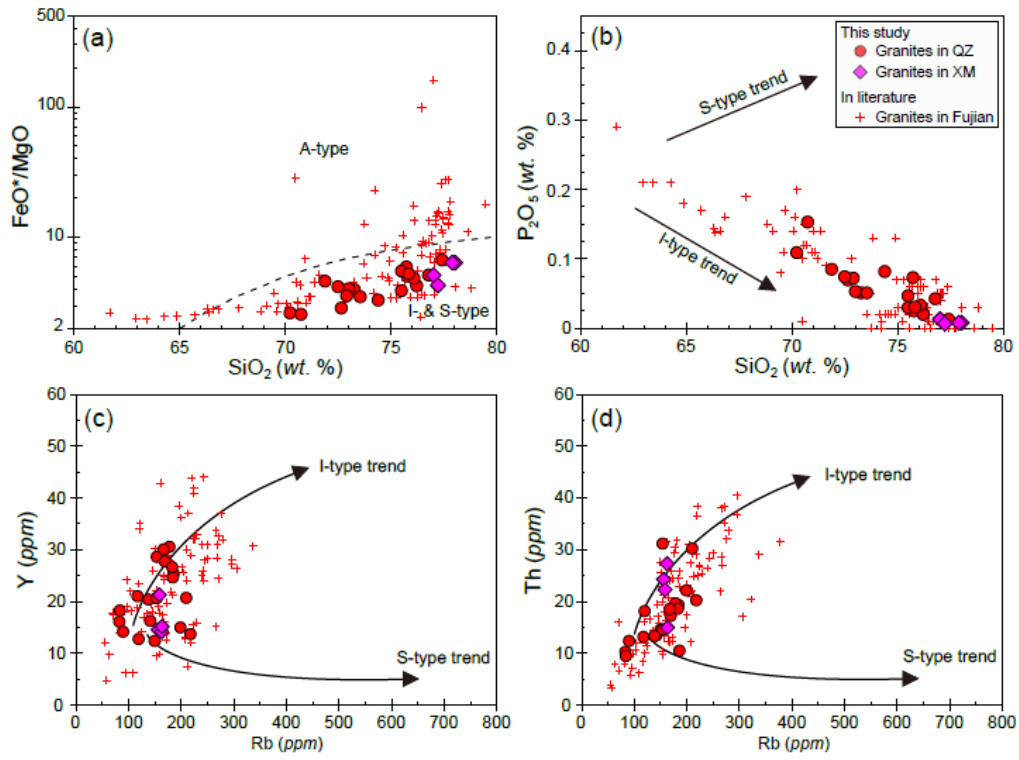 (a)
500
100
10
2
FeO*/MgO
A-type
I-, & S-type
60
65
70
75
80
SiO₂ (wt. %)
(b)
0.4
0.3
0.2
0.1
0
P₂O₅ (wt. %)
S-type trend
I-type trend
This study
Granites in QZ
Granites in XM
In literature
Granites in Fujian
60
65
70
75
80
SiO₂ (wt. %)
(c)
60
50
40
30
20
10
0
Y (ppm)
I-type trend
S-type trend
0
100
200
300
400
500
600
700
800
Rb (ppm)
(d)
60
50
40
30
20
10
0
Th (ppm)
I-type trend
S-type trend
0
100
200
300
400
500
600
700
800
Rb (ppm)